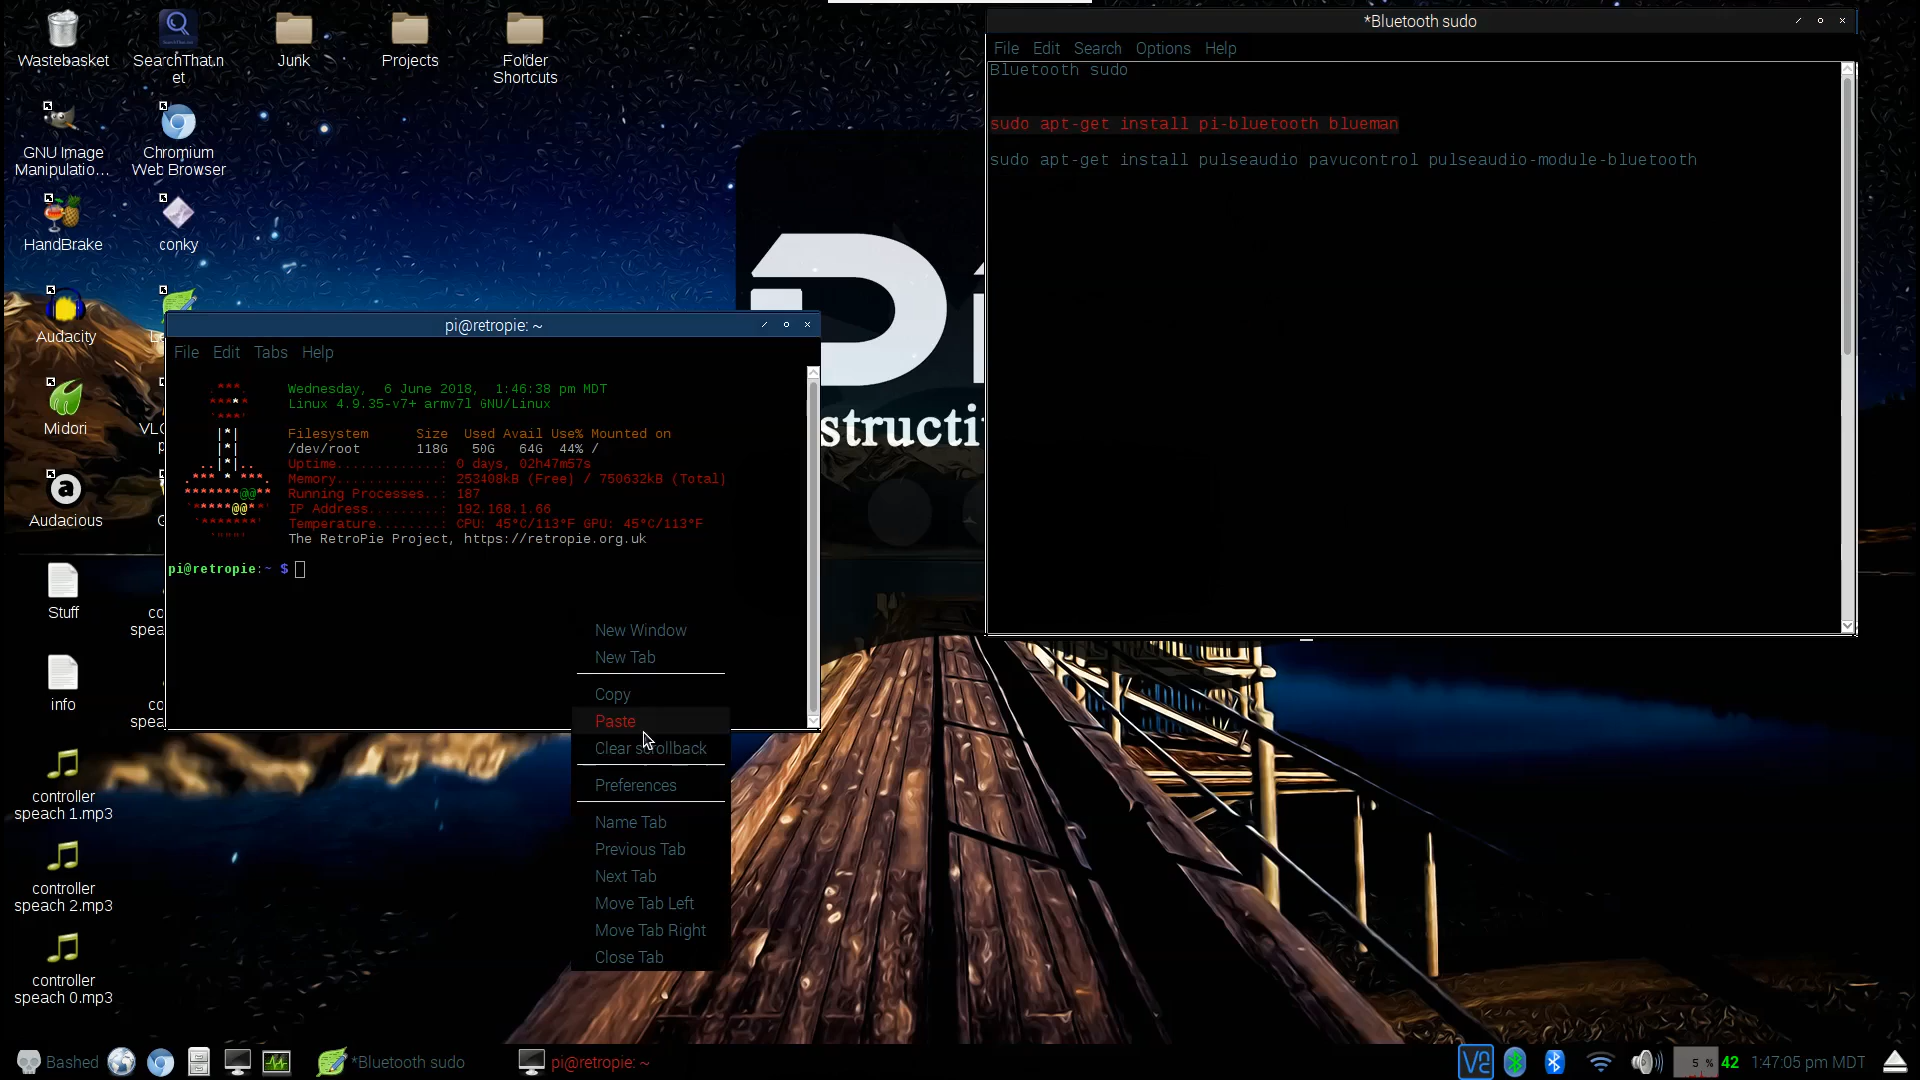 Wastebasket
SearchThat.n
et
Junk
Projects
Folder
Shortcuts
GNU Image
Manipulatio...
Chromium
Web Browser
HandBrake
conky
Audacity
Midori
Audacious
Stuff
info
controller
speach 1.mp3
controller
speach 2.mp3
controller
speach 0.mp3
structi
pi@retropie: ~
File Edit Tabs Help
Wednesday, 6 June 2018, 1:46:38 pm MDT
Linux 4.9.35-v7+ armv7l GNU/Linux
Filesystem Size Used Avail Use% Mounted on
/dev/root 118G 50G 64G 44% /
Uptime.............: 0 days, 02h47m57s
Memory.............: 253408kB (Free) / 750632kB (Total)
Running Processes..: 187
IP Address.........: 192.168.1.66
Temperature........: CPU: 45°C/113°F GPU: 45°C/113°F
The RetroPie Project, https://retropie.org.uk
pi@retropie:~ $
New Window
New Tab
Copy
Paste
Clear scrollback
Preferences
Name Tab
Previous Tab
Next Tab
Move Tab Left
Move Tab Right
Close Tab
*Bluetooth sudo
File Edit Search Options Help
Bluetooth sudo
sudo apt-get install pi-bluetooth blueman
sudo apt-get install pulseaudio pavucontrol pulseaudio-module-bluetooth
Bashed
*Bluetooth sudo
pi@retropie: ~
5 %
42
1:47:05 pm MDT